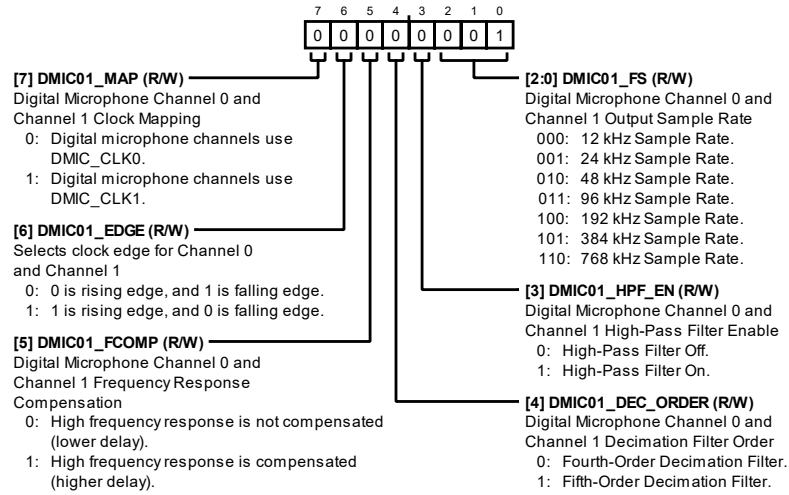 7 6 5 4 3 2 1 0
0 0 0 0 0 0 0 1
[7] DMIC01_MAP (R/W)
Digital Microphone Channel 0 and
Channel 1 Clock Mapping
0: Digital microphone channels use
DMIC_CLK0.
1: Digital microphone channels use
DMIC_CLK1.
[6] DMIC01_EDGE (R/W)
Selects clock edge for Channel 0
and Channel 1
0: 0 is rising edge, and 1 is falling edge.
1: 1 is rising edge, and 0 is falling edge.
[5] DMIC01_FCOMP (R/W)
Digital Microphone Channel 0 and
Channel 1 Frequency Response
Compensation
0: High frequency response is not compensated
(lower delay).
1: High frequency response is compensated
(higher delay).
[2:0] DMIC01_FS (R/W)
Digital Microphone Channel 0 and
Channel 1 Output Sample Rate
000: 12 kHz Sample Rate.
001: 24 kHz Sample Rate.
010: 48 kHz Sample Rate.
011: 96 kHz Sample Rate.
100: 192 kHz Sample Rate.
101: 384 kHz Sample Rate.
110: 768 kHz Sample Rate.
[3] DMIC01_HPF_EN (R/W)
Digital Microphone Channel 0 and
Channel 1 High-Pass Filter Enable
0: High-Pass Filter Off.
1: High-Pass Filter On.
[4] DMIC01_DEC_ORDER (R/W)
Digital Microphone Channel 0 and
Channel 1 Decimation Filter Order
0: Fourth-Order Decimation Filter.
1: Fifth-Order Decimation Filter.